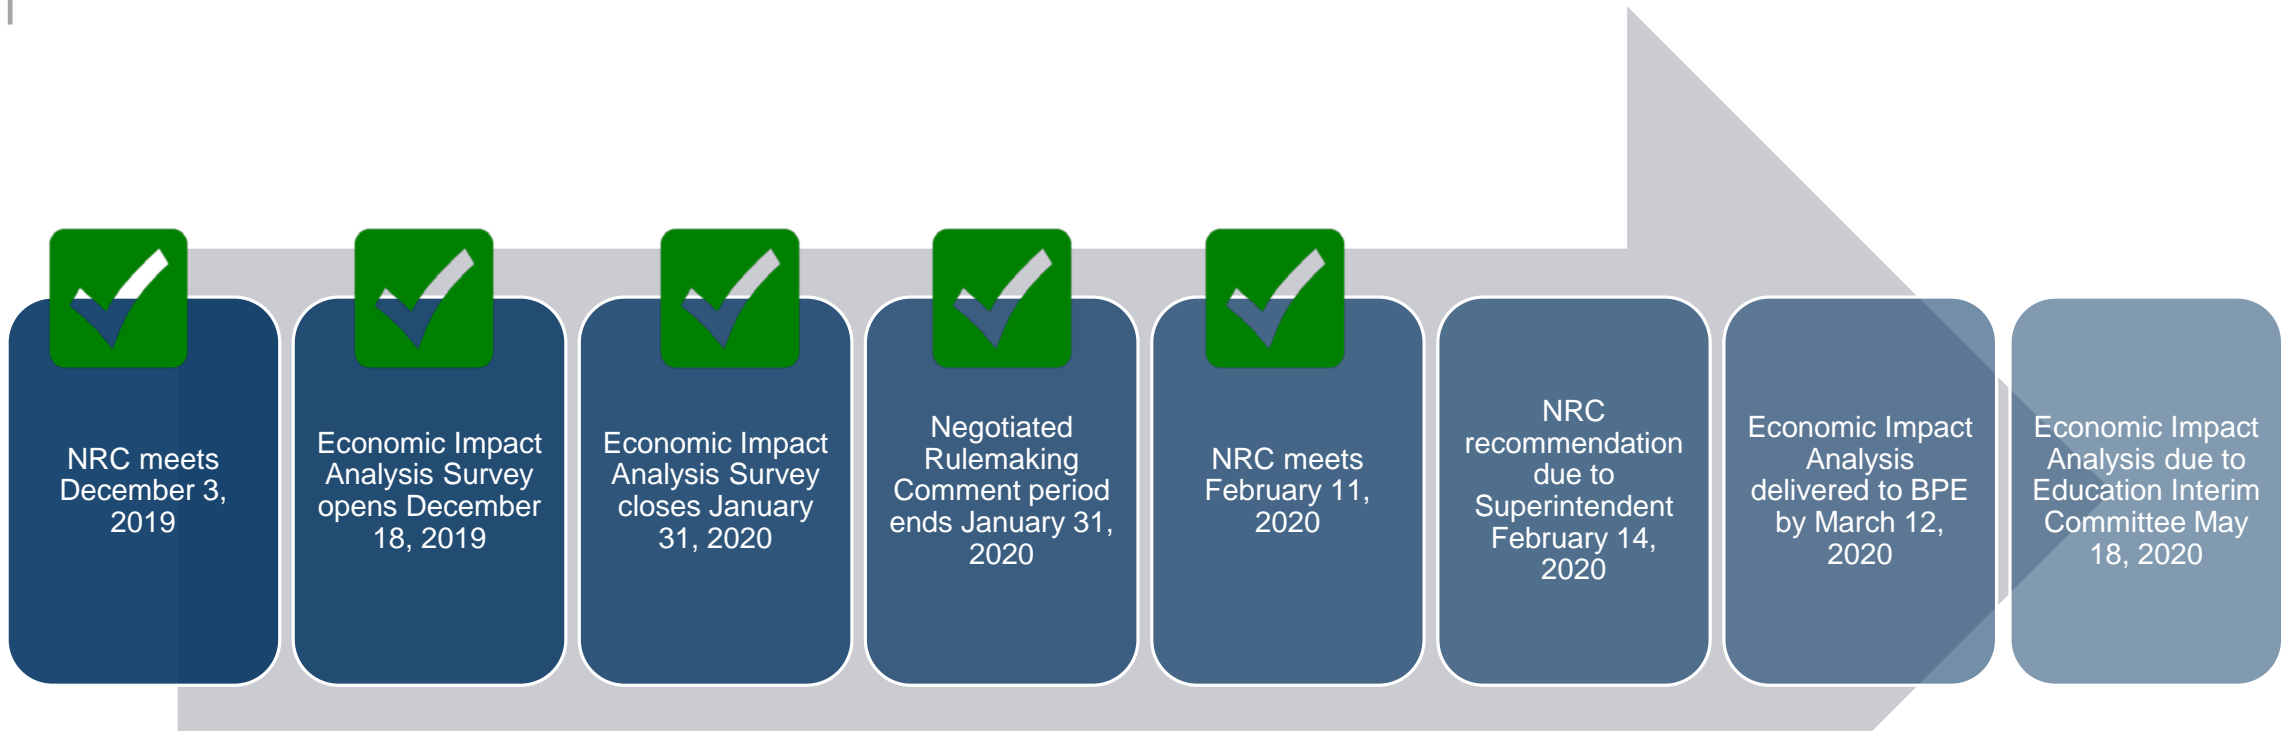 NRC meets
December 3,
2019
Economic Impact
Analysis Survey
opens December
18, 2019
Economic Impact
Analysis Survey
closes January
31, 2020
Negotiated
Rulemaking
Comment period
ends January 31,
2020
NRC meets
February 11,
2020
NRC
recommendation
due to
Superintendent
February 14,
2020
Economic Impact
Analysis
delivered to BPE
by March 12,
2020
Economic Impact
Analysis due to
Education Interim
Committee May
18, 2020